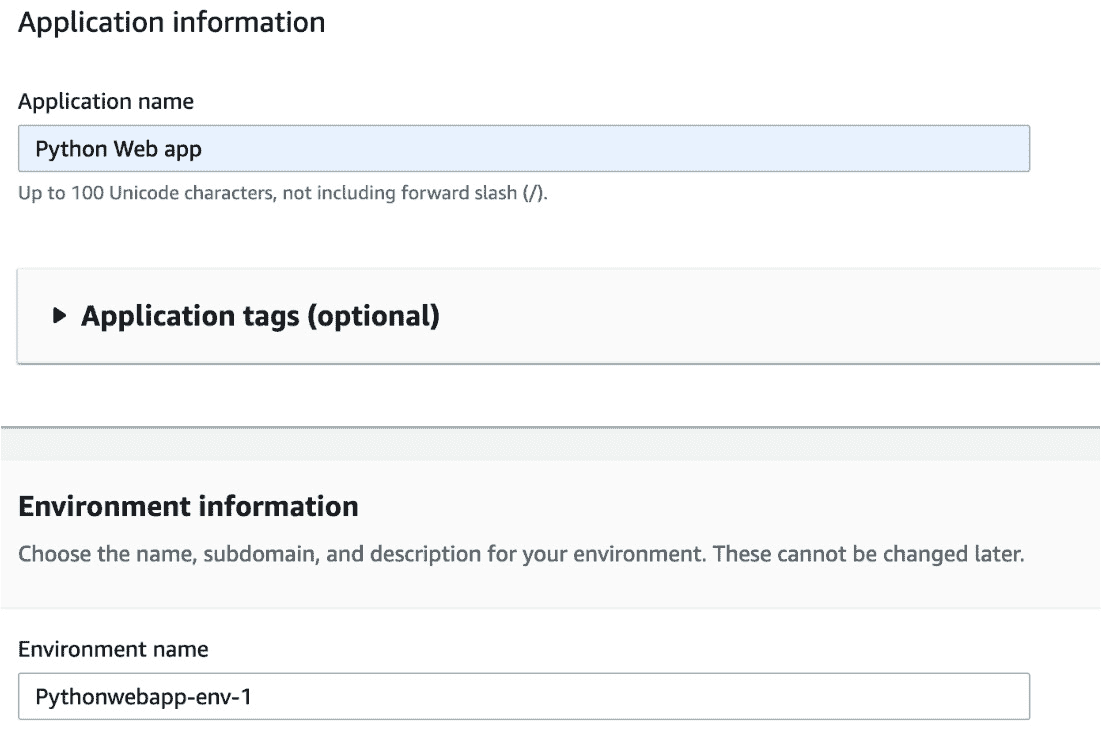 Application information
Application name
Python Web app
Up to 100 Unicode characters, not including forward slash (/).
Application tags (optional)
Environment information
Choose the name, subdomain, and description for your environment. These cannot be changed later.
Environment name
Pythonwebapp-env-1